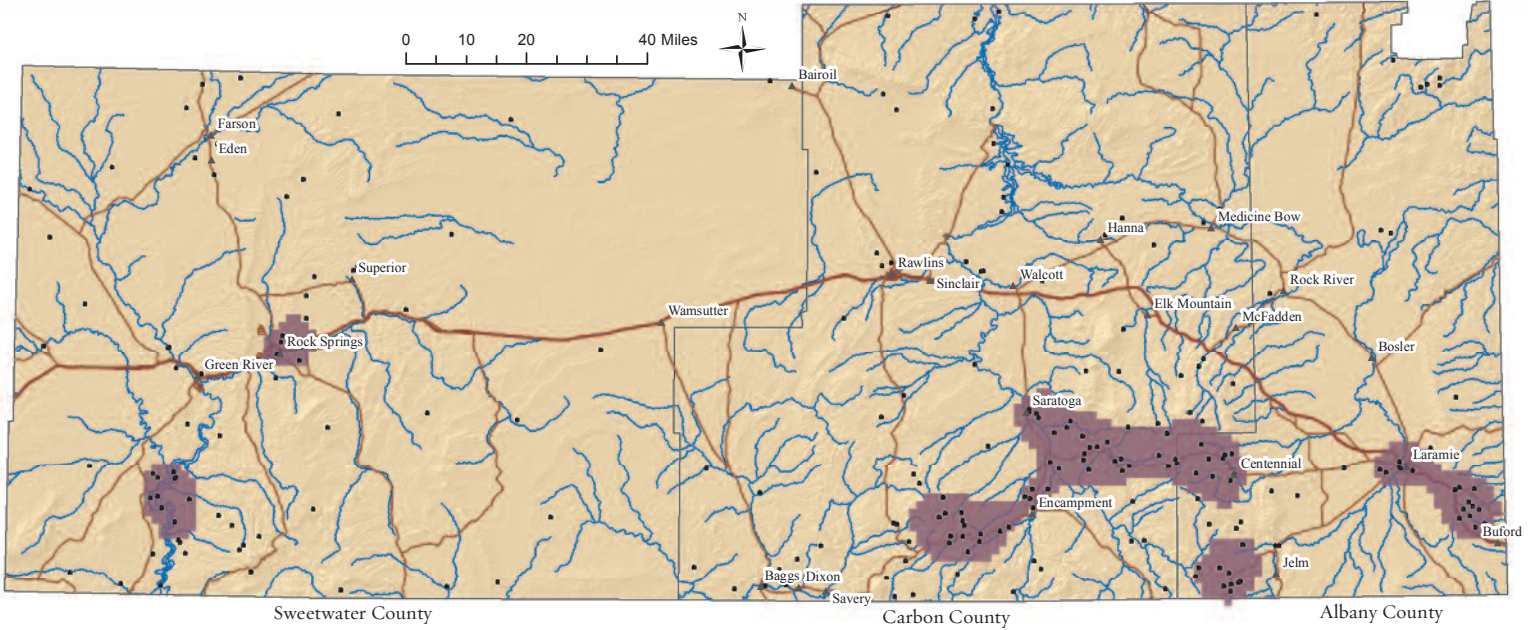 N
0 10 20 40 Miles
Bairoil
Farson
Eden
Medicine Bow
Hanna
Superior
Rawlins
Sinclair
Walcott
Rock River
Elk Mountain
Wamsutter
McFadden
Rock Springs
Bosler
Green River
Saratoga
Laramie
Centennial
Encampment
Buford
Jelm
Baggs
Dixon
Savery
Sweetwater County
Carbon County
Albany County